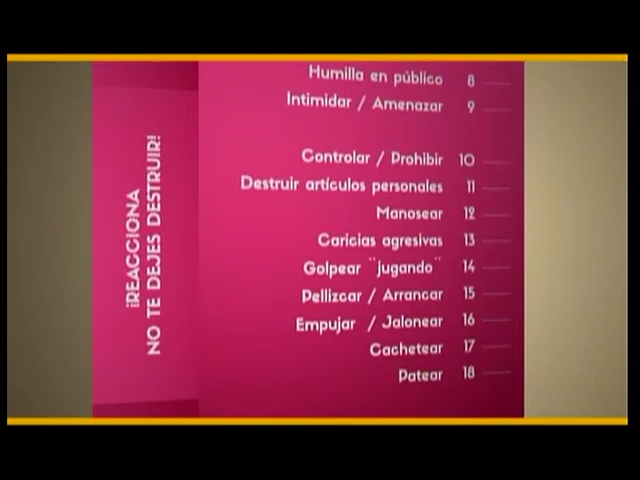 ¡REACCIONA
NO TE DEJES DESTRUIR!
Humilla en público 8
Intimidar / Amenazar 9
Controlar / Prohibir 10
Destruir artículos personales 11
Manosear 12
Caricias agresivas 13
Golpear "jugando" 14
Pellizcar / Arrancar 15
Empujar / Jalonear 16
Cachetear 17
Patear 18